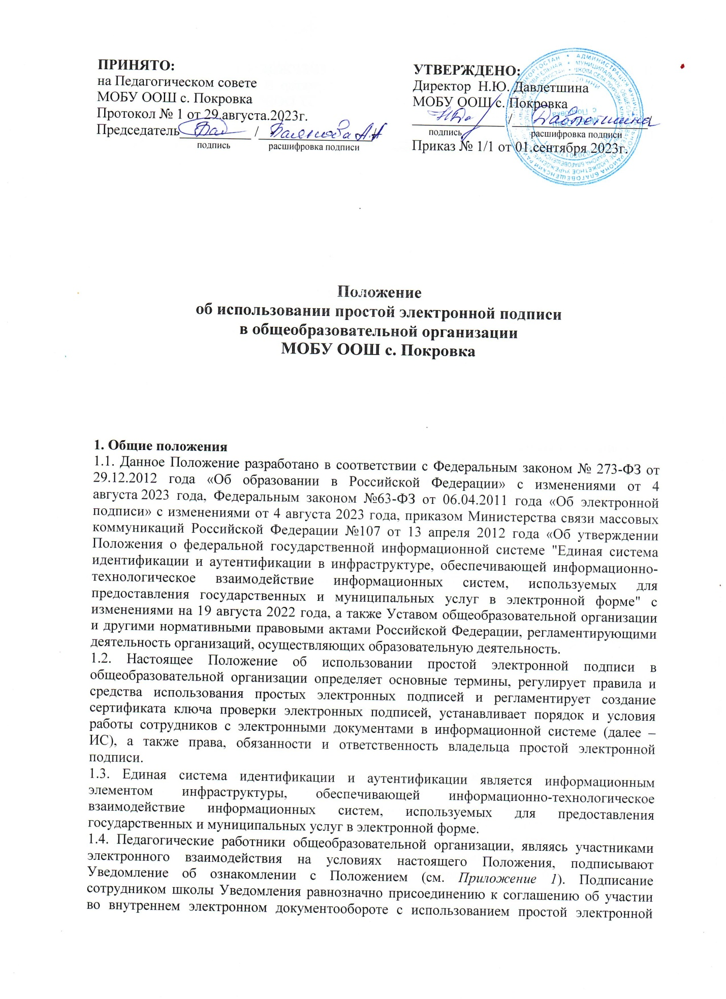 ПРИНЯТО:
на Педагогическом совете
МОБУ ООШ с. Покровка
Протокол № 1 от 29.августа.2023г.
Председатель__________ /________________/
подпись расшифровка подписи
УТВЕРЖДЕНО:
Директор Н.Ю. Давлетшина
МОБУ ООШ с. Покровка
_____________ / Давлетшина
подпись расшифровка подписи
Приказ № 1/1 от 01.сентября 2023г.
Положение
об использовании простой электронной подписи
в общеобразовательной организации
МОБУ ООШ с. Покровка
1. Общие положения
1.1. Данное Положение разработано в соответствии с Федеральным законом № 273-ФЗ от
29.12.2012 года «Об образовании в Российской Федерации» с изменениями от 4
августа 2023 года, Федеральным законом №63-ФЗ от 06.04.2011 года «Об электронной
подписи» с изменениями от 4 августа 2023 года, приказом Министерства связи массовых
коммуникаций Российской Федерации №107 от 13 апреля 2012 года «Об утверждении
Положения о федеральной государственной информационной системе "Единая система
идентификации и аутентификации в инфраструктуре, обеспечивающей информационно-
технологическое взаимодействие информационных систем, используемых для
предоставления государственных и муниципальных услуг в электронной форме" с
изменениями на 19 августа 2022 года, а также Уставом общеобразовательной организации
и другими нормативными правовыми актами Российской Федерации, регламентирующими
деятельность организаций, осуществляющих образовательную деятельность.
1.2. Настоящее Положение об использовании простой электронной подписи в
общеобразовательной организации определяет основные термины, регулирует правила и
средства использования простых электронных подписей и регламентирует создание
сертификата ключа проверки электронных подписей, устанавливает порядок и условия
работы сотрудников с электронными документами в информационной системе (далее –
ИС), а также права, обязанности и ответственность владельца простой электронной
подписи.
1.3. Единая система идентификации и аутентификации является информационным
элементом инфраструктуры, обеспечивающей информационно-технологическое
взаимодействие информационных систем, используемых для предоставления
государственных и муниципальных услуг в электронной форме.
1.4. Педагогические работники общеобразовательной организации, являясь участниками
электронного взаимодействия на условиях настоящего Положения, подписывают
Уведомление об ознакомлении с Положением (см. Приложение 1). Подписание
сотрудником школы Уведомления равнозначно присоединению к соглашению об участии
во внутреннем электронном документообороте с использованием простой электронной